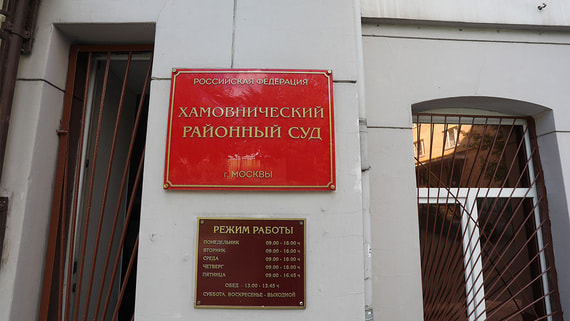 РОССИЙСКАЯ ФЕДЕРАЦИЯ
ХАМОВНИЧЕСКИЙ
РАЙОННЫЙ СУД
г. МОСКВЫ
РЕЖИМ РАБОТЫ
ПОНЕДЕЛЬНИК 09.00 - 18.00 ч
ВТОРНИК 09.00 - 18.00 ч
СРЕДА 09.00 - 18.00 ч
ЧЕТВЕРГ 09.00 - 18.00 ч
ПЯТНИЦА 09.00 - 16.45 ч
ОБЕД - 13.00 - 13.45 ч
СУББОТА, ВОСКРЕСЕНЬЕ - ВЫХОДНОЙ